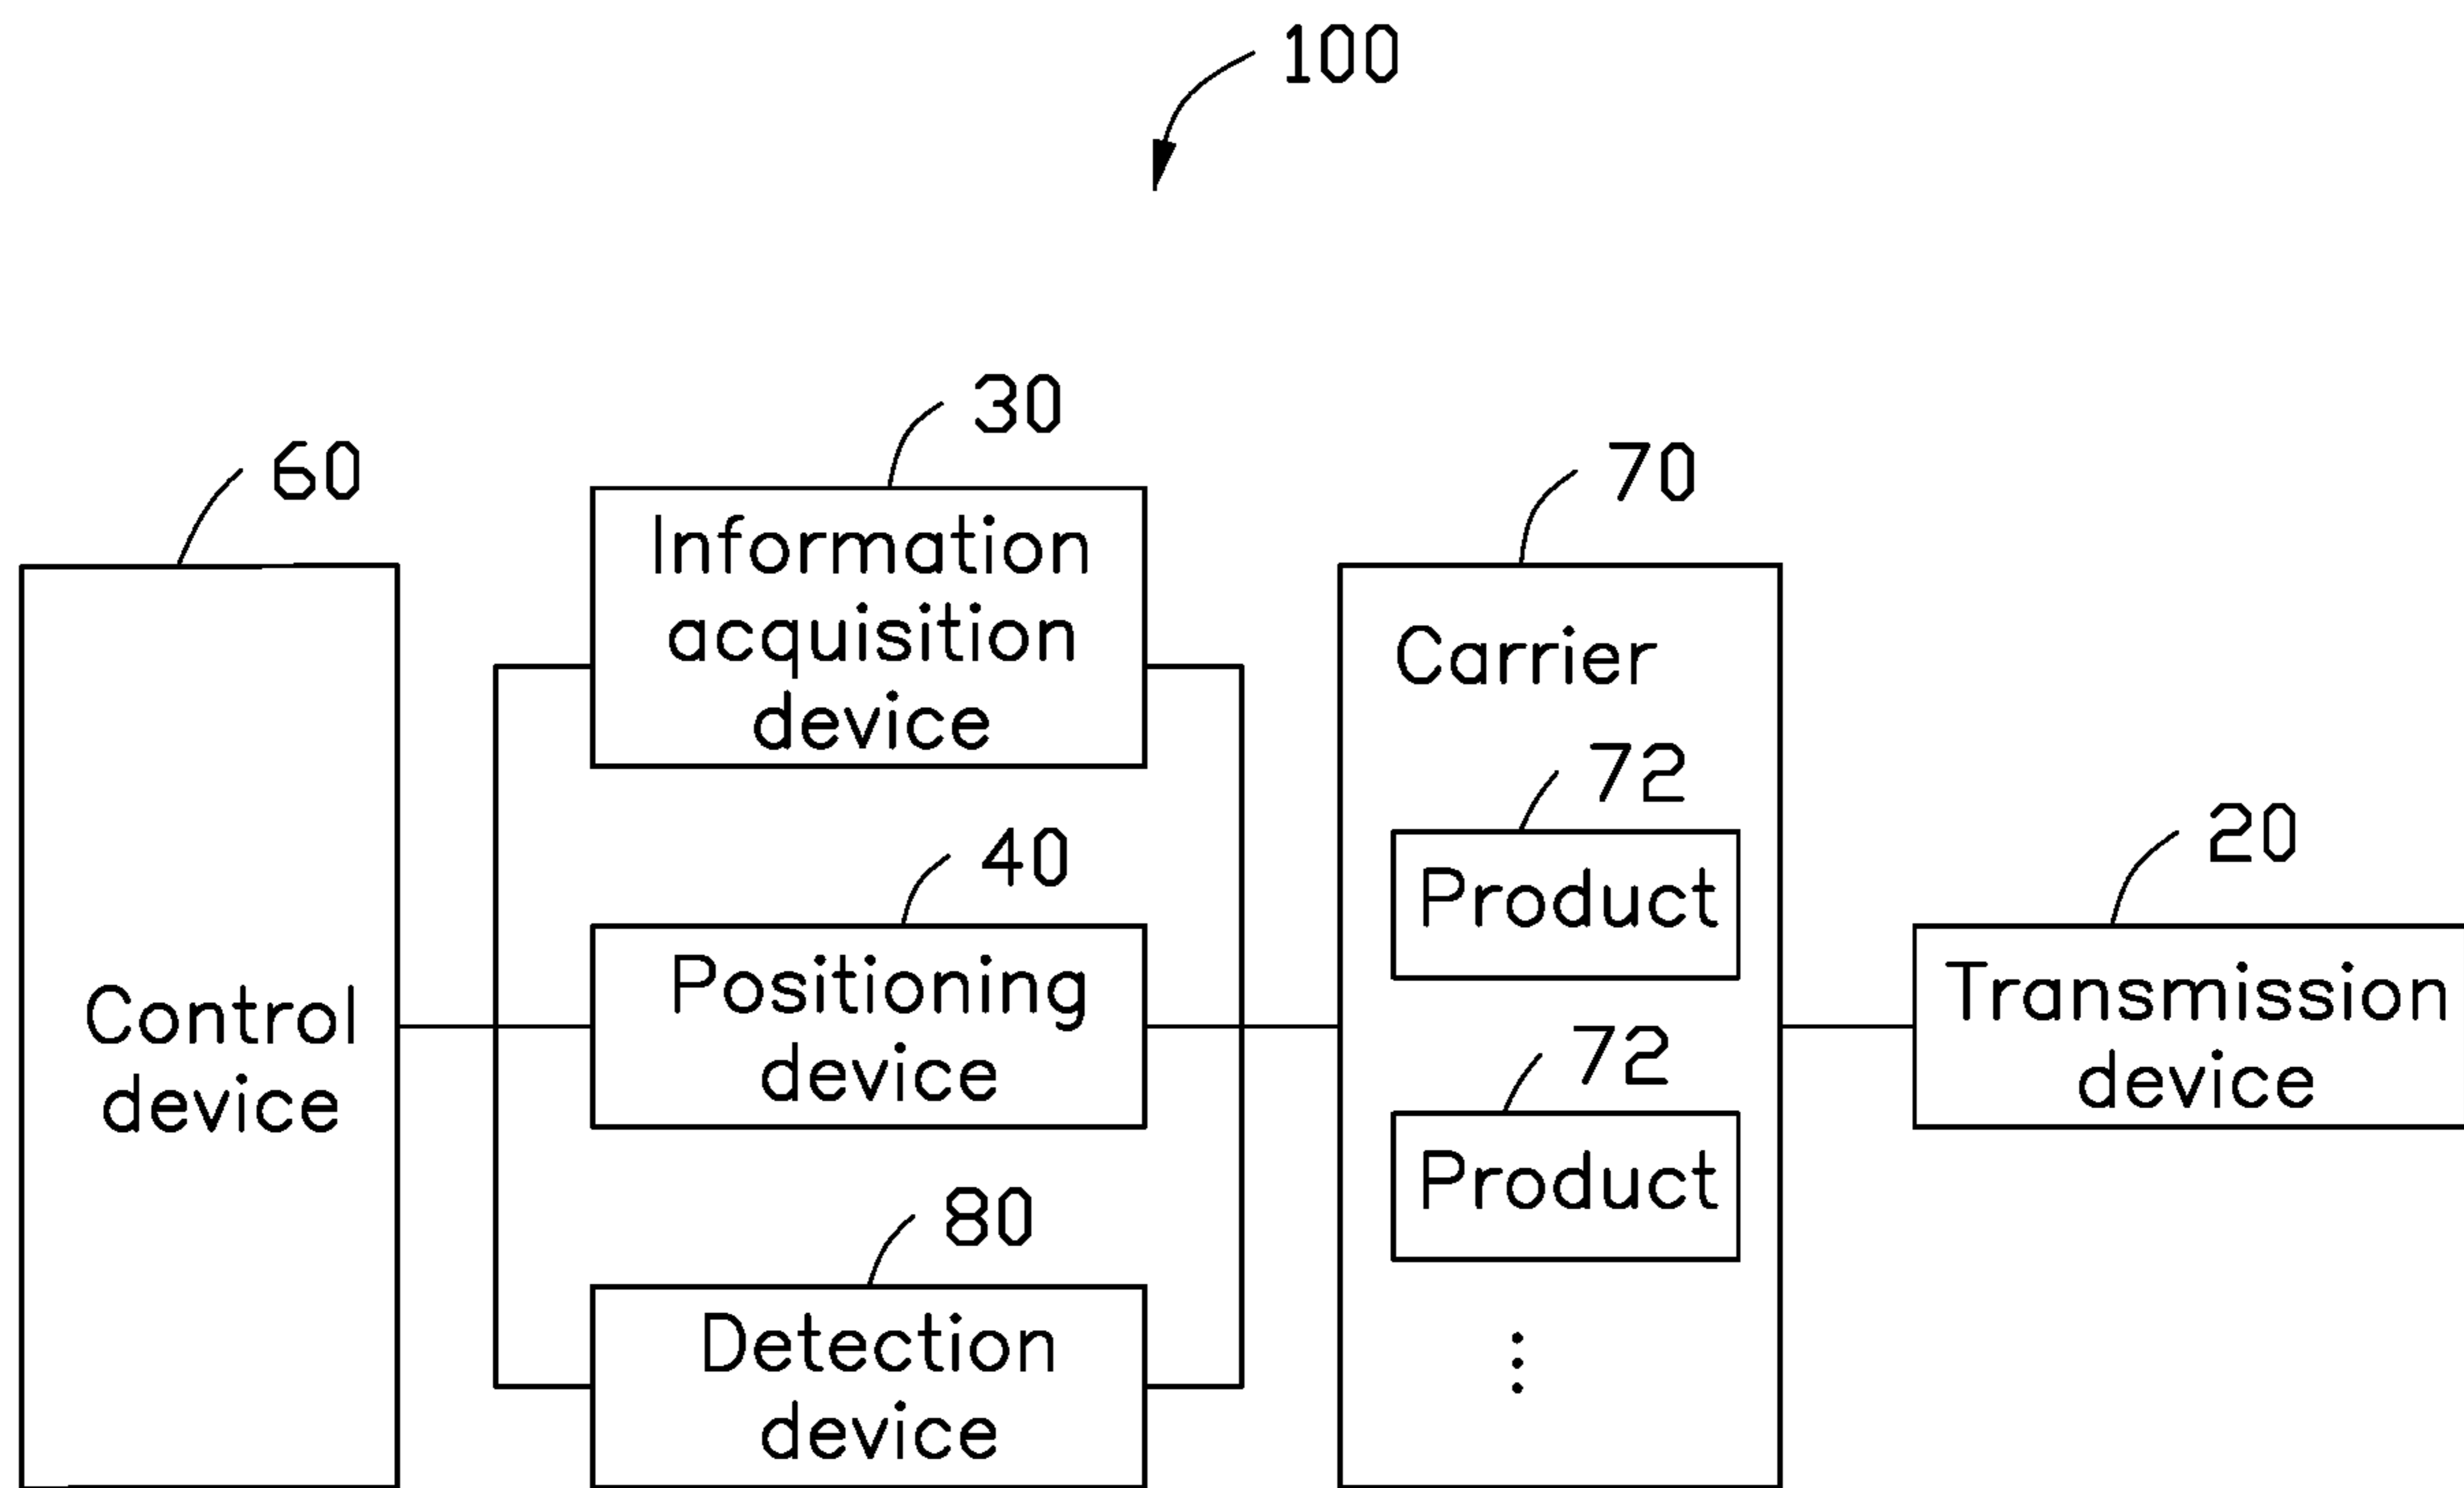 100
30
60
70
Information
acquisition
device
Carrier
72
Product
40
20
Positioning
device
Control
device
72
Product
Transmission
device
80
Detection
device